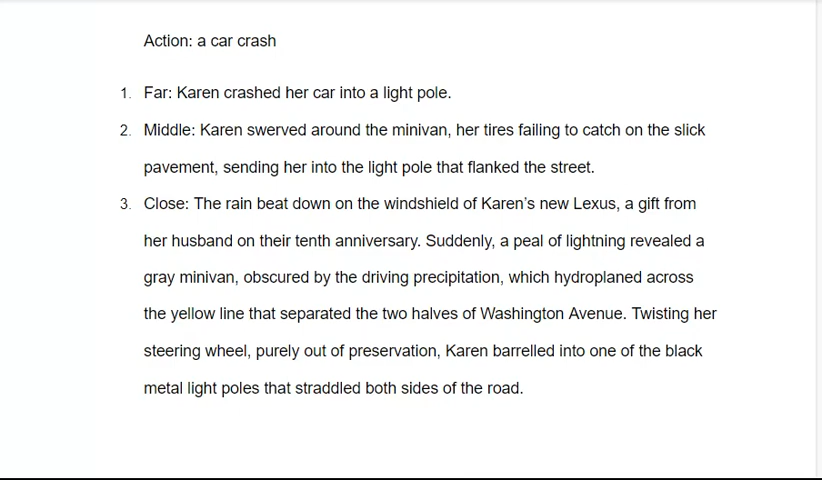 Action: a car crash
1. Far: Karen crashed her car into a light pole.
2. Middle: Karen swerved around the minivan, her tires failing to catch on the slick
pavement, sending her into the light pole that flanked the street.
3. Close: The rain beat down on the windshield of Karen's new Lexus, a gift from
her husband on their tenth anniversary. Suddenly, a peal of lightning revealed a
gray minivan, obscured by the driving precipitation, which hydroplaned across
the yellow line that separated the two halves of Washington Avenue. Twisting her
steering wheel, purely out of preservation, Karen barrelled into one of the black
metal light poles that straddled both sides of the road.